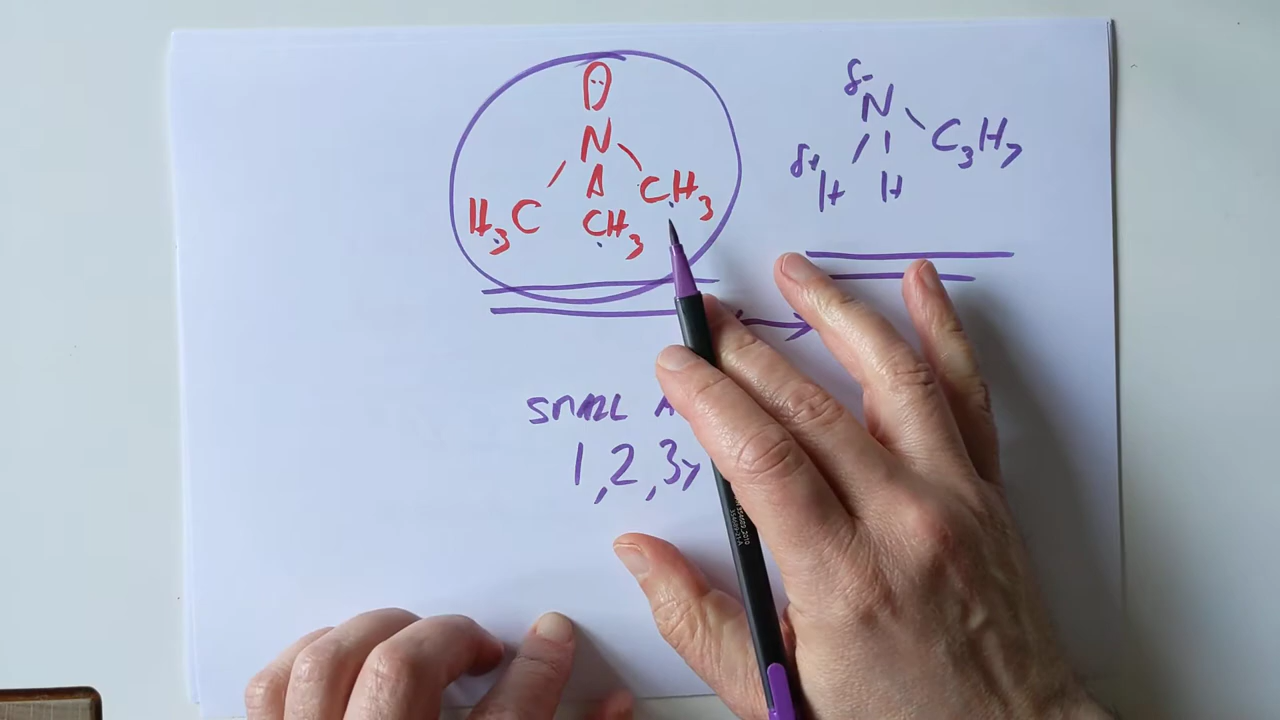 N
H3C CH3 CH3
δ-
N
C3H7
δ+
H H
SMALL
1,2,3,